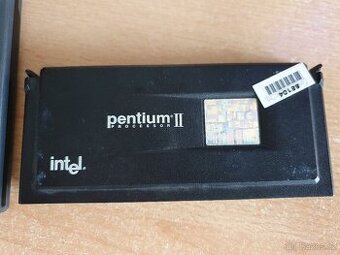 pentium® II
PROCESSOR
intel®